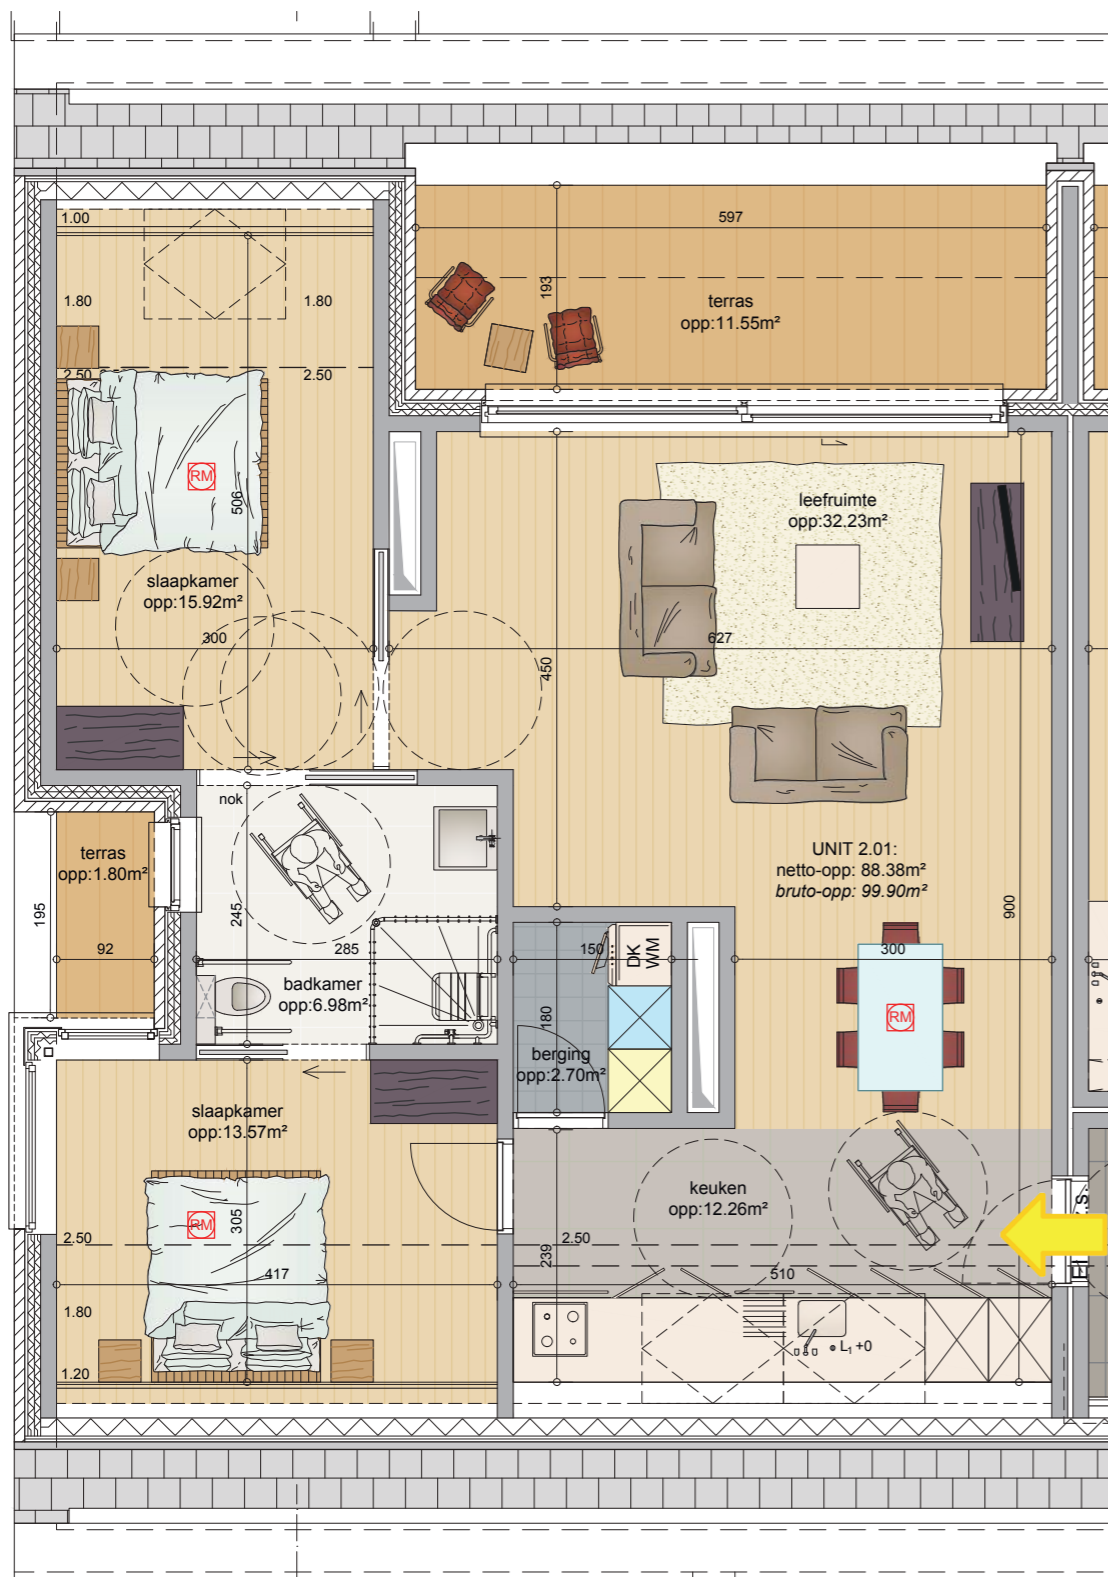 597
1.00
193
1.80
1.80
terras
opp:11.55m²
2.50
2.50
RM
506
leefruimte
opp:32.23m²
slaapkamer
opp:15.92m²
300
627
450
nok
terras
opp:1.80m²
UNIT 2.01:
netto-opp: 88.38m²
bruto-opp: 99.90m²
195
245
900
92
285
150
DK
WM
300
badkamer
opp:6.98m²
180
RM
berging
opp:2.70m²
slaapkamer
opp:13.57m²
keuken
opp:12.26m²
RM
305
2.50
239
2.50
417
510
1.80
L₁ +0
1.20